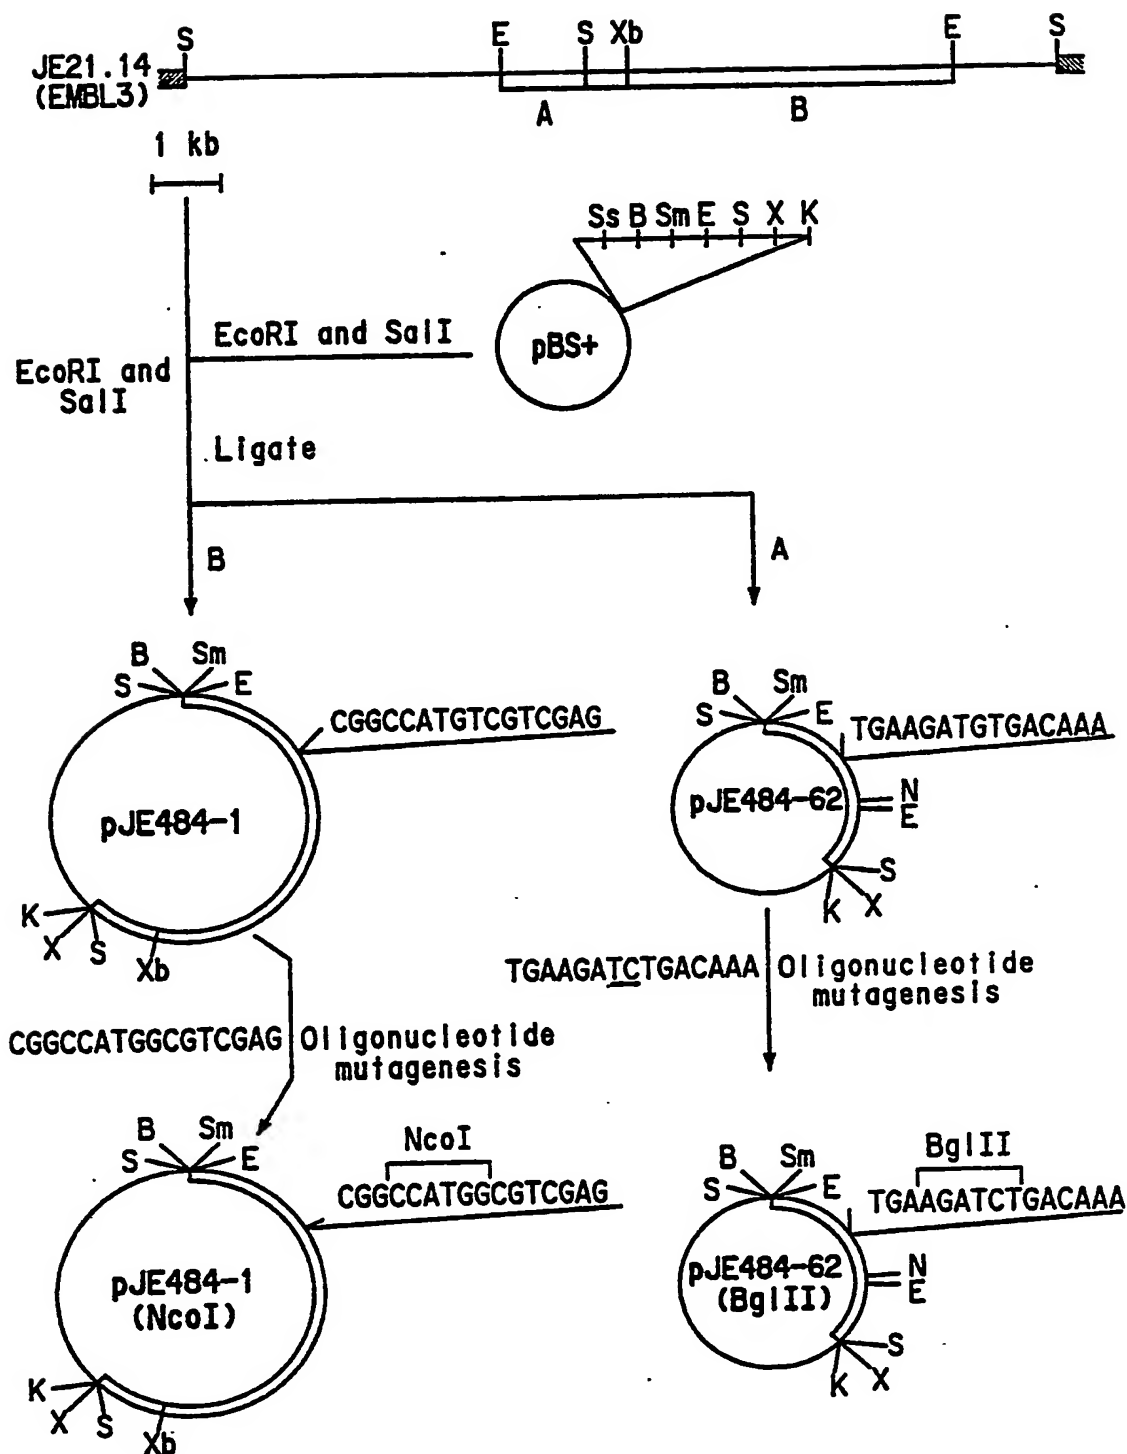 S E S Xb E S
JE21.14
(EMBL3)
A B
1 kb
Ss B Sm E S X K
pBS+
EcoRI and SalI
EcoRI and
SalI
Ligate
B
A
B Sm
S E
CGGCCATGTCGTCGAG
pJE484-1
K
X
S
Xb
B Sm
S E
TGAAGATGTGACAAA
pJE484-62
N
E
S
K X
CGGCCATGGCGTCGAG
Oligonucleotide
mutagenesis
TGAAGATCTGACAAA
Oligonucleotide
mutagenesis
B Sm
S E
NcoI
CGGCCATGGCGTCGAG
pJE484-1
(NcoI)
K
X
S
Xb
B Sm
S E
BglII
TGAAGATCTGACAAA
pJE484-62
(BglII)
N
E
S
K X